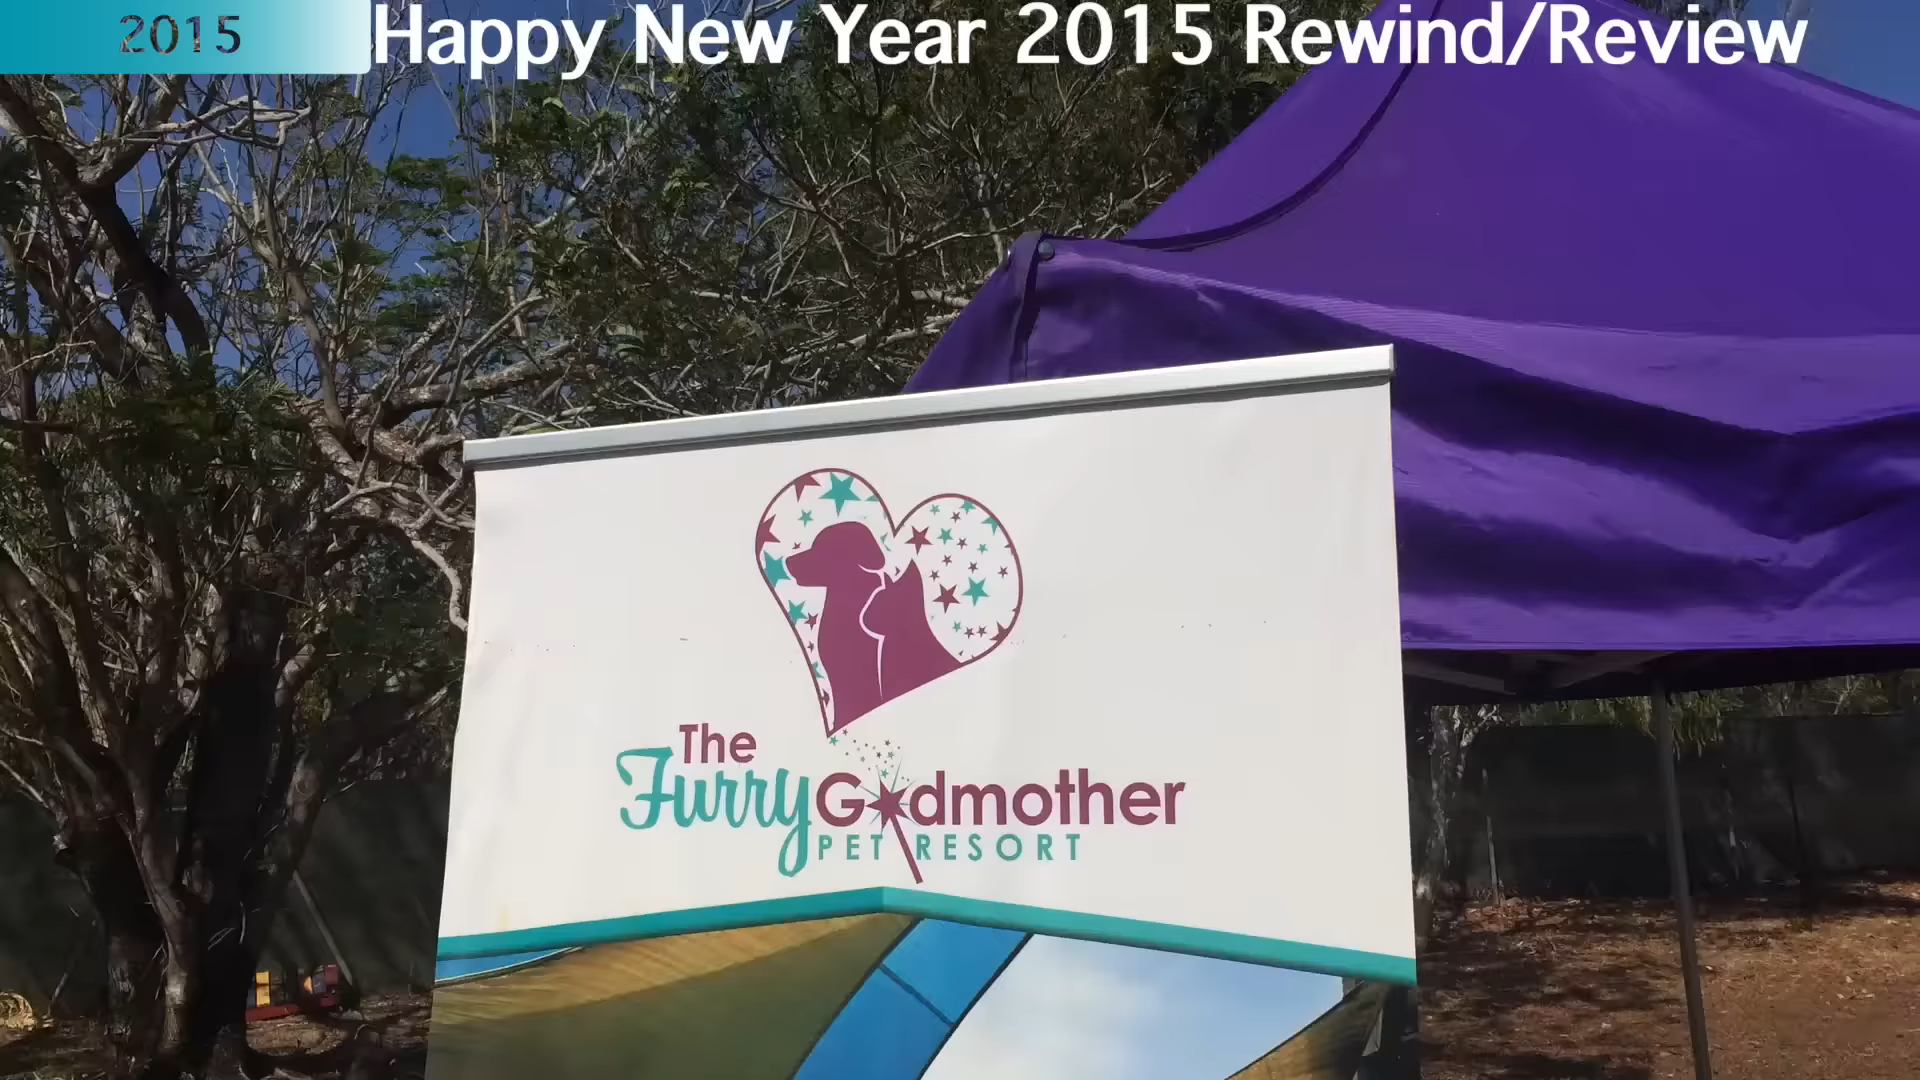 2015
Happy New Year 2015 Rewind/Review
The
Furry Godmother
PET RESORT